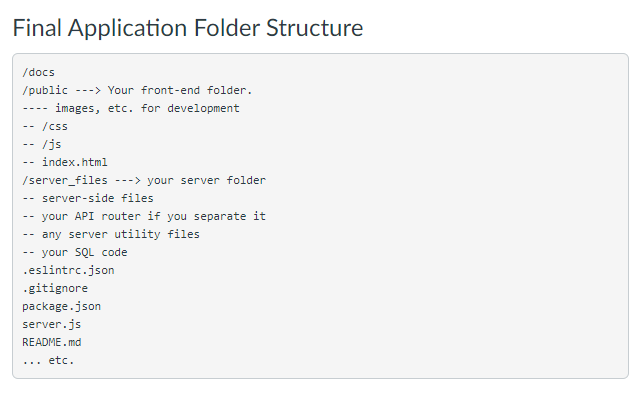 Final Application Folder Structure
/docs
/public ---> Your front-end folder.
---- images, etc. for development
-- /css
-- /js
-- index.html
/server_files ---> your server folder
-- server-side files
-- your API router if you separate it
-- any server utility files
-- your SQL code
.eslintrc.json
.gitignore
package.json
server.js
README.md
... etc.